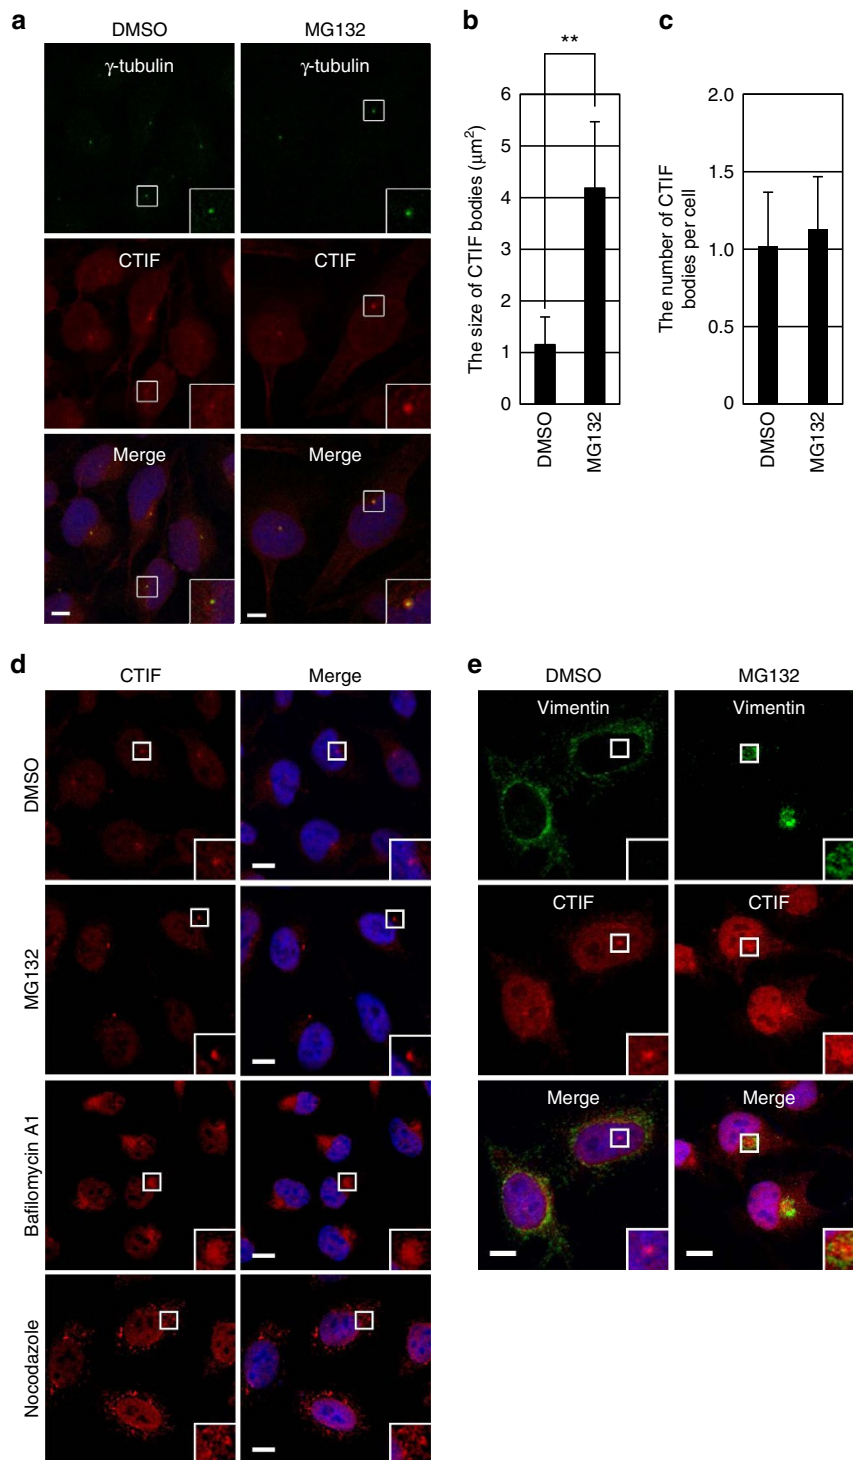 a
DMSO
MG132
γ-tubulin
γ-tubulin
CTIF
CTIF
Merge
Merge
b
**
The size of CTIF bodies (μm²)
6
5
4
3
2
1
0
DMSO
MG132
c
The number of CTIF
bodies per cell
2.0
1.5
1.0
0.5
0
DMSO
MG132
d
CTIF
Merge
DMSO
MG132
Bafilomycin A1
Nocodazole
e
DMSO
MG132
Vimentin
Vimentin
CTIF
CTIF
Merge
Merge